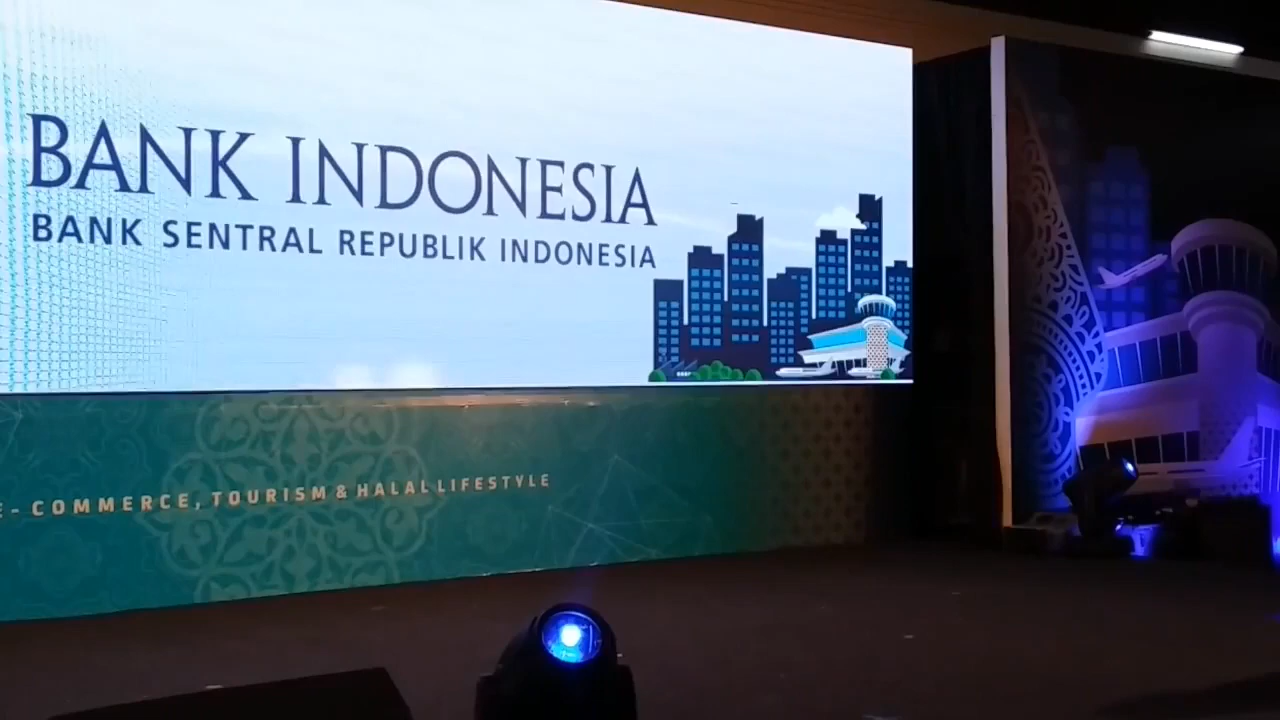 BANK INDONESIA
BANK SENTRAL REPUBLIK INDONESIA
E-COMMERCE, TOURISM & HALAL LIFESTYLE